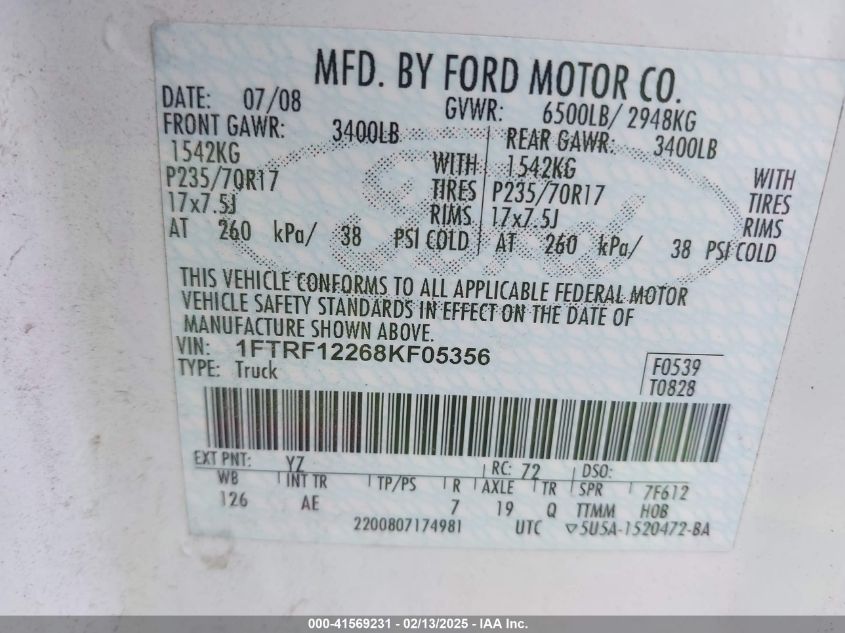 MFD. BY FORD MOTOR CO.
DATE: 07/08 GVWR: 6500LB/ 2948KG
FRONT GAWR: 3400LB REAR GAWR: 3400LB
1542KG WITH 1542KG WITH
P235/70R17 TIRES P235/70R17 TIRES
17x7.5J RIMS 17x7.5J RIMS
AT 260 kPa/ 38 PSI COLD AT 260 kPa/ 38 PSI COLD
THIS VEHICLE CONFORMS TO ALL APPLICABLE FEDERAL MOTOR
VEHICLE SAFETY STANDARDS IN EFFECT ON THE DATE OF
MANUFACTURE SHOWN ABOVE.
VIN: 1FTRF12268KF05356
TYPE: Truck
F0539
T0828
EXT PNT: YZ RC: 72 DSO:
WB INT TR TP/PS R AXLE TR SPR 7F612
126 AE 7 19 Q TTMM HOB
2200807174981 UTC ▽5U5A-1520472-BA
000-41569231 - 02/13/2025 - IAA Inc.